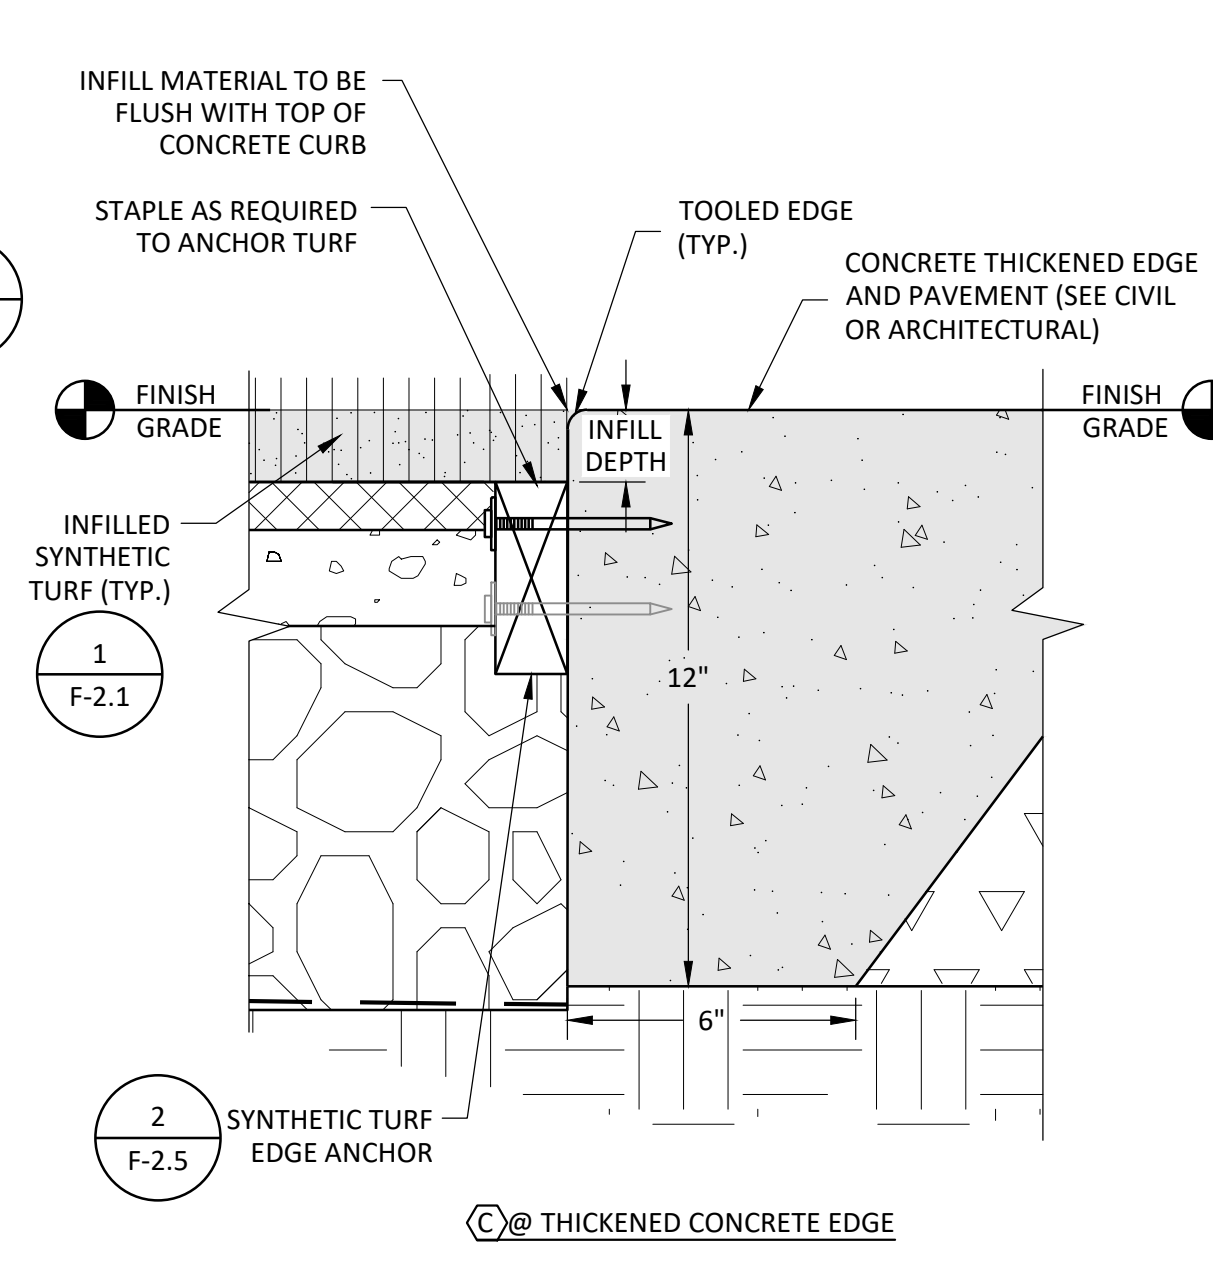 INFILL MATERIAL TO BE
FLUSH WITH TOP OF
CONCRETE CURB
STAPLE AS REQUIRED
TO ANCHOR TURF
TOOLED EDGE
(TYP.)
CONCRETE THICKENED EDGE
AND PAVEMENT (SEE CIVIL
OR ARCHITECTURAL)
FINISH
GRADE
INFILL
DEPTH
FINISH
GRADE
INFILLED
SYNTHETIC
TURF (TYP.)
1
F-2.1
12"
6"
2
F-2.5
SYNTHETIC TURF
EDGE ANCHOR
C @ THICKENED CONCRETE EDGE